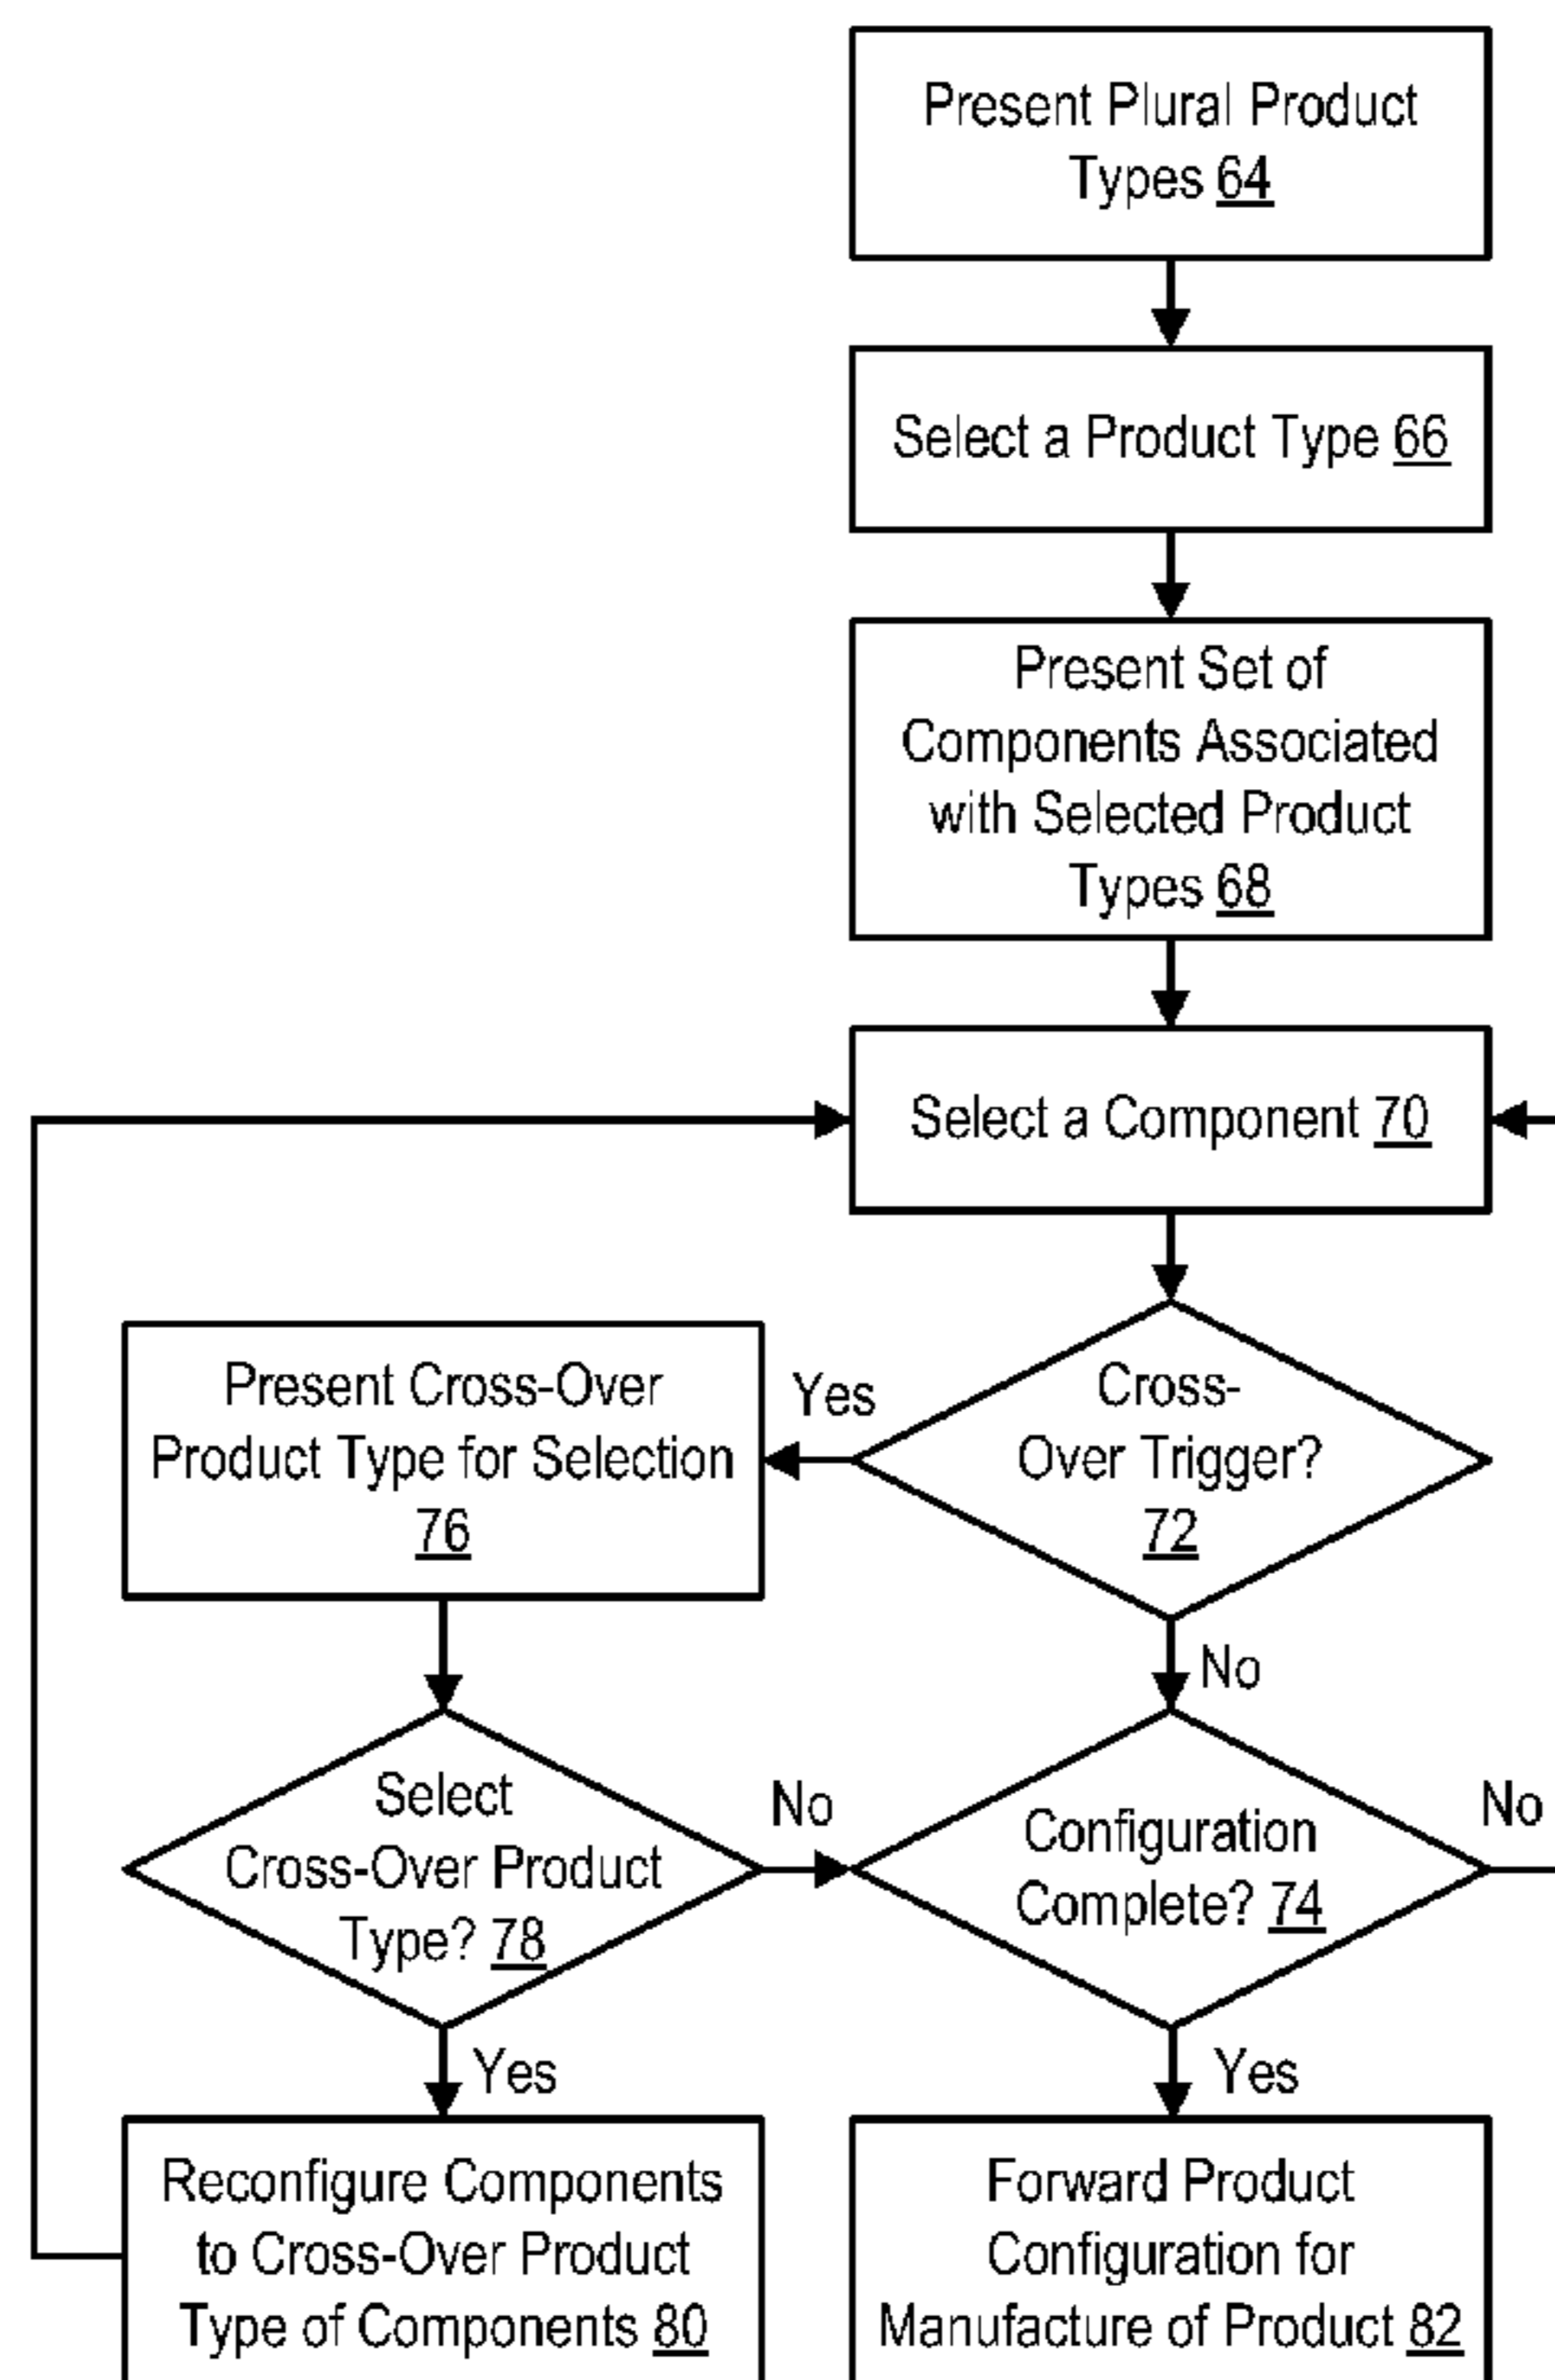 Present Plural Product
Types 64
Select a Product Type 66
Present Set of
Components Associated
with Selected Product
Types 68
Select a Component 70
Cross-
Over Trigger?
72
Yes
No
Present Cross-Over
Product Type for Selection
76
Select
Cross-Over Product
Type? 78
No
Yes
Configuration
Complete? 74
No
Yes
Reconfigure Components
to Cross-Over Product
Type of Components 80
Forward Product
Configuration for
Manufacture of Product 82